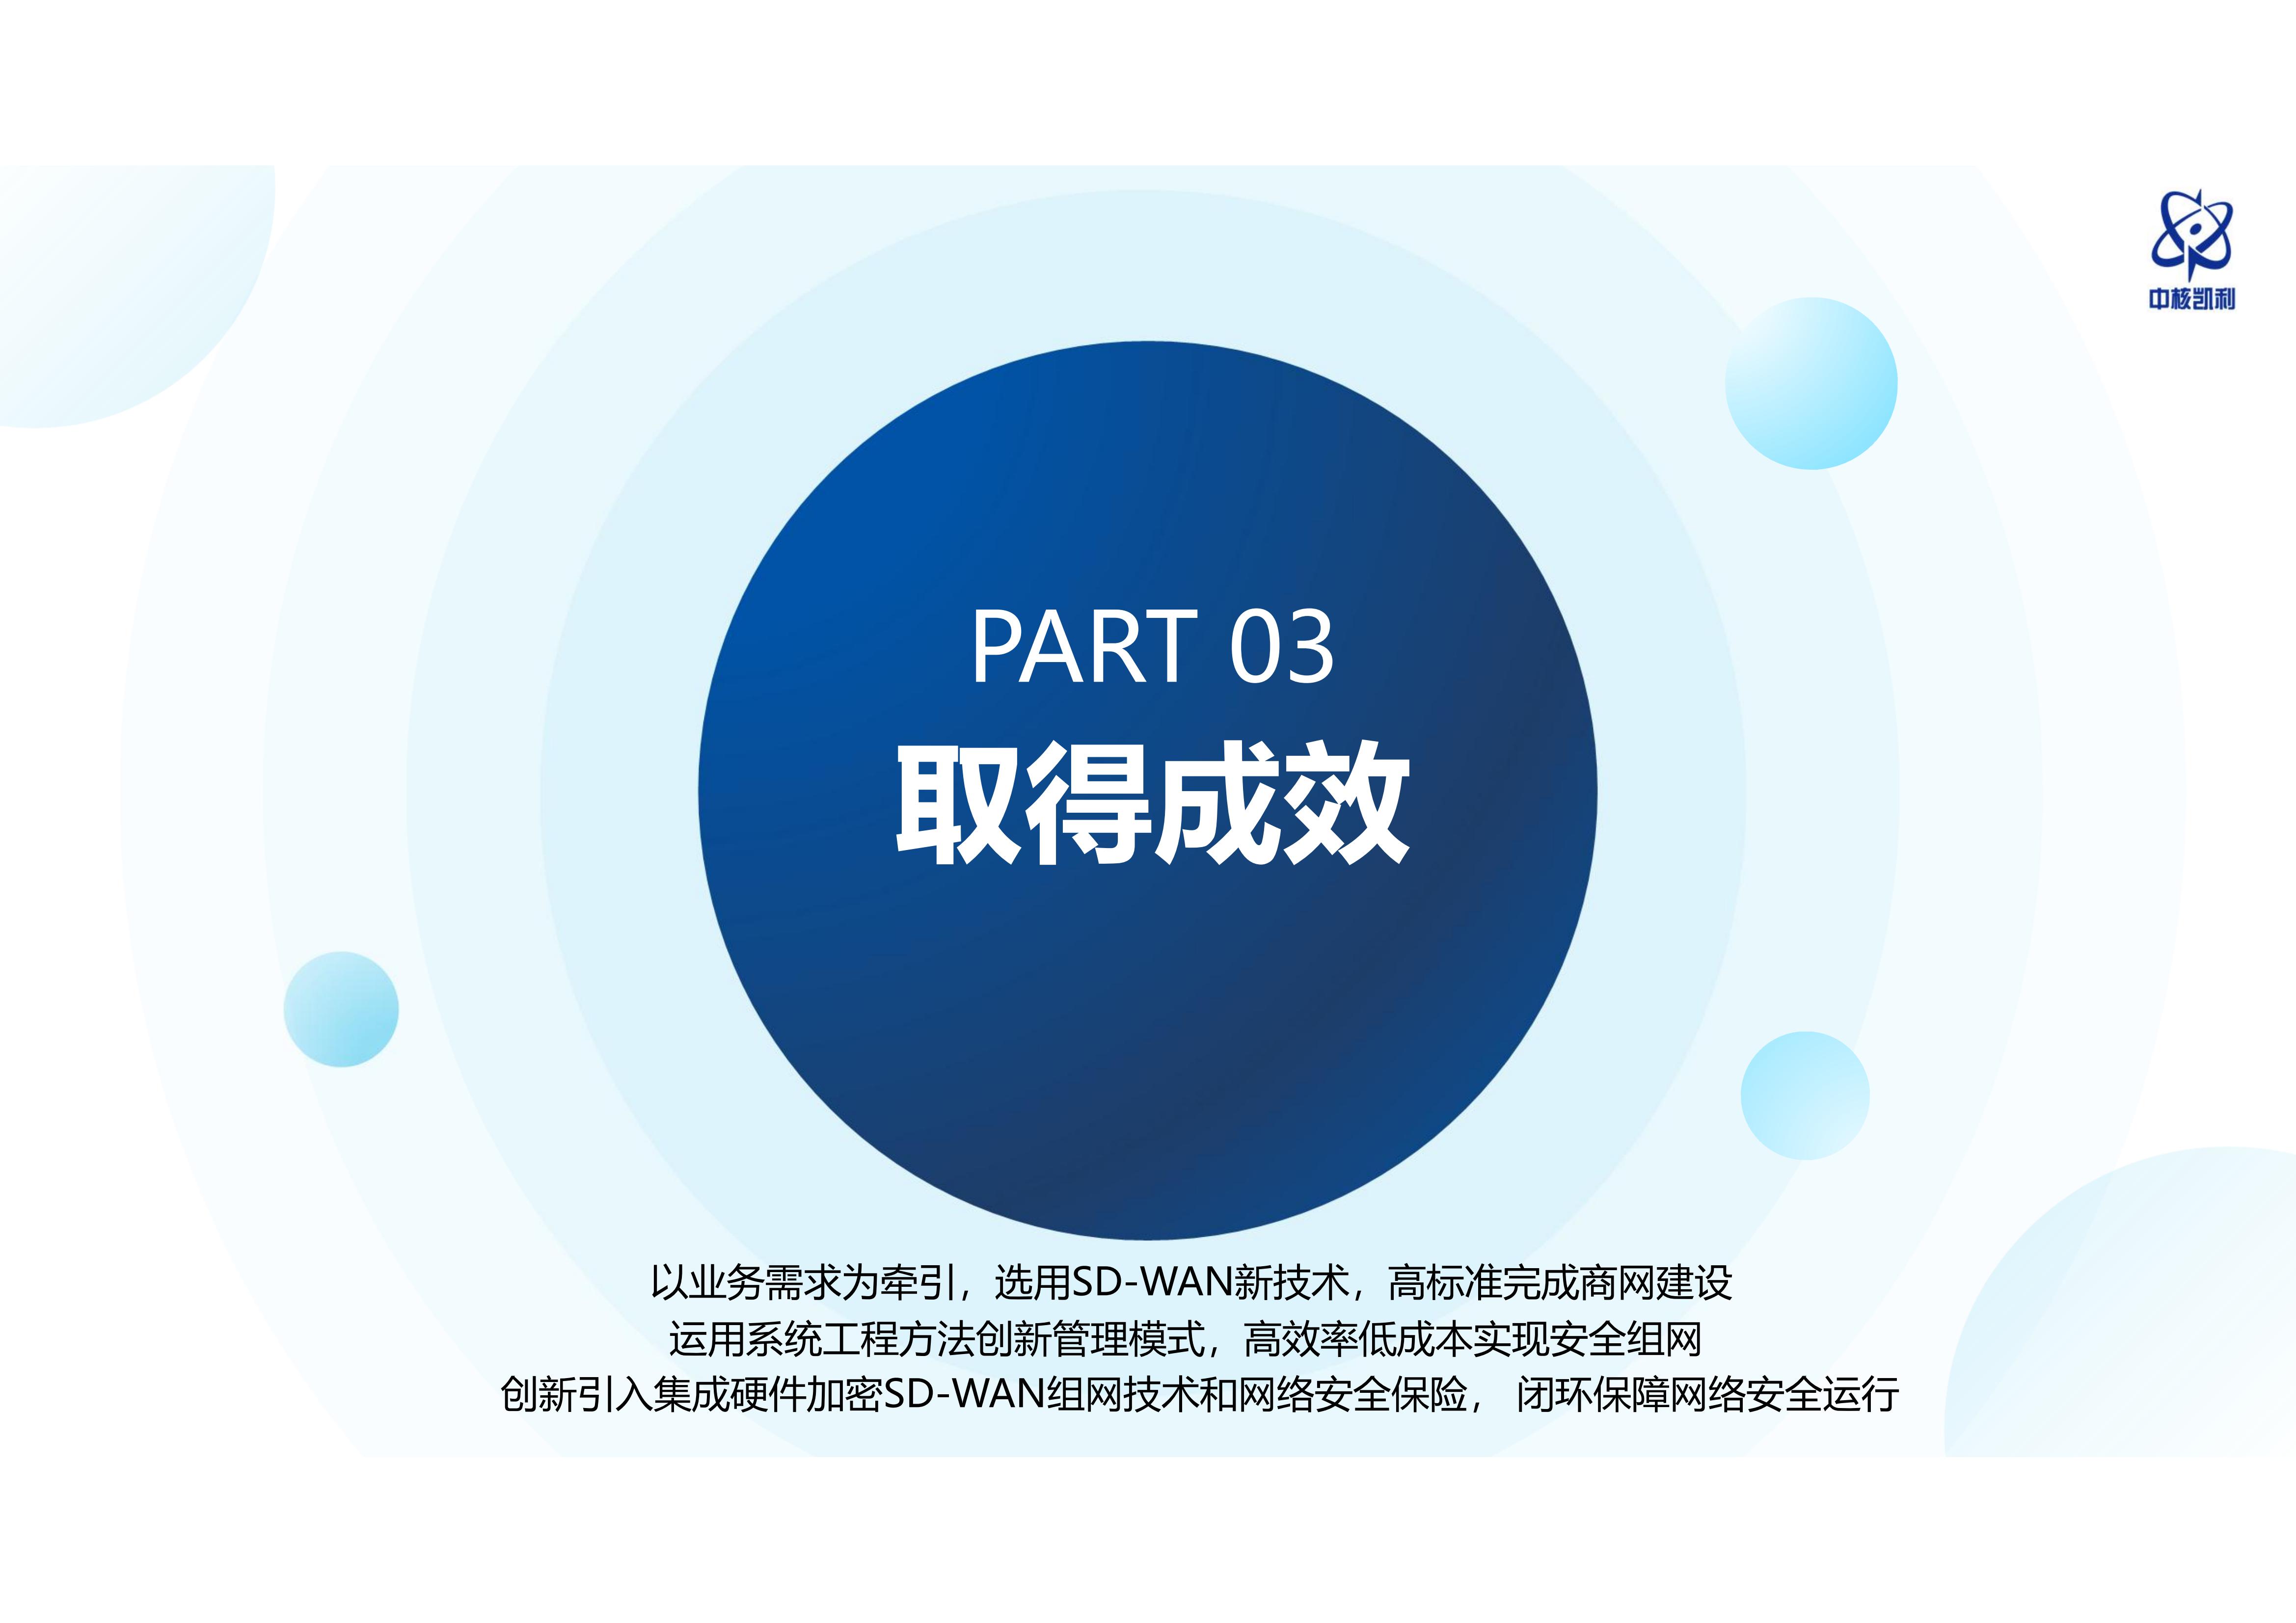 中核凯利
PART 03
取得成效
以业务需求为牵引，选用SD-WAN新技术，高标准完成商网建设
运用系统工程方法创新管理模式，高效率低成本实现安全组网
创新引入集成硬件加密SD-WAN组网技术和网络安全保险， 闭环保障网络安全运行